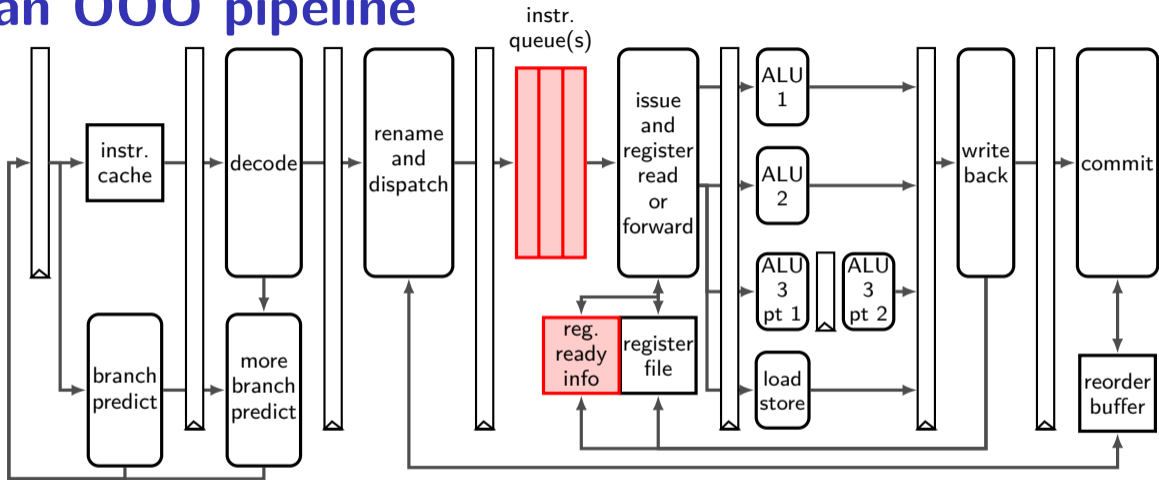 an OOO pipeline
instr.
queue(s)
instr.
cache
decode
rename
and
dispatch
issue
and
register
read
or
forward
ALU
1
ALU
2
ALU
3
pt 1
ALU
3
pt 2
load
store
write
back
commit
branch
predict
more
branch
predict
reg.
ready
info
register
file
reorder
buffer